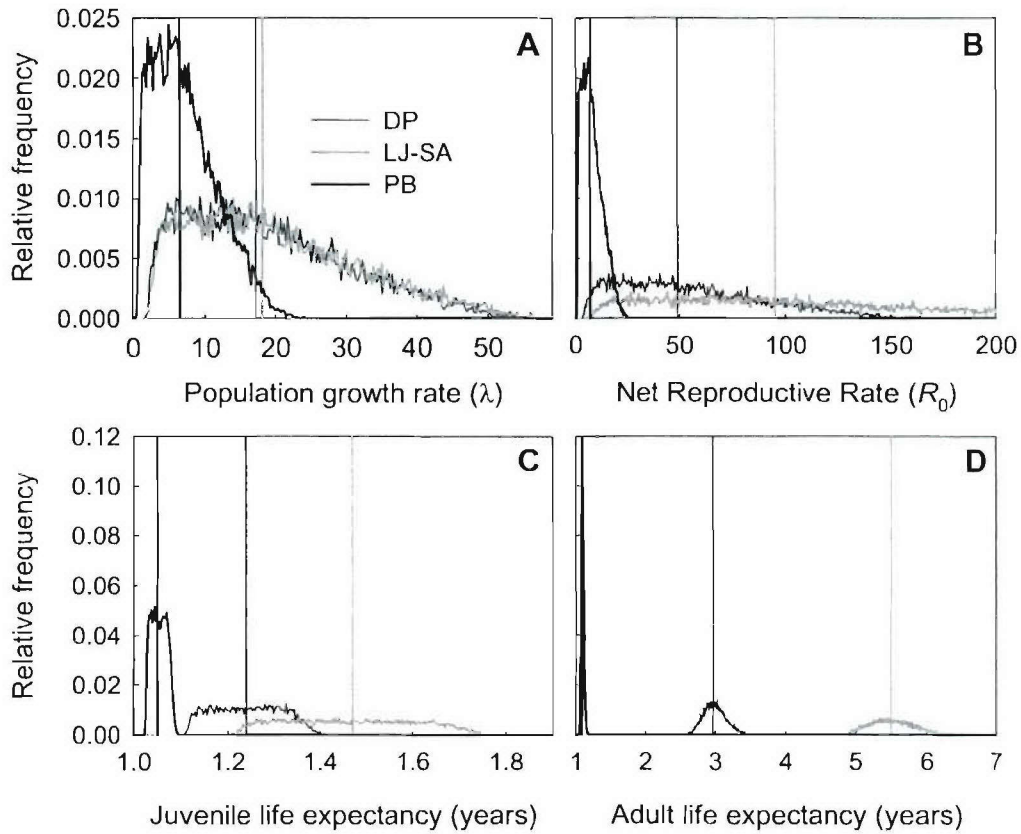 A
B
Relative frequency
0.025
0.020
0.015
0.010
0.005
0.000
DP
LJ-SA
PB
0 10 20 30 40 50
0 50 100 150 200
Population growth rate (λ)
Net Reproductive Rate (R0)
C
D
Relative frequency
0.12
0.10
0.08
0.06
0.04
0.02
0.00
1.0 1.2 1.4 1.6 1.8
1 2 3 4 5 6 7
Juvenile life expectancy (years)
Adult life expectancy (years)